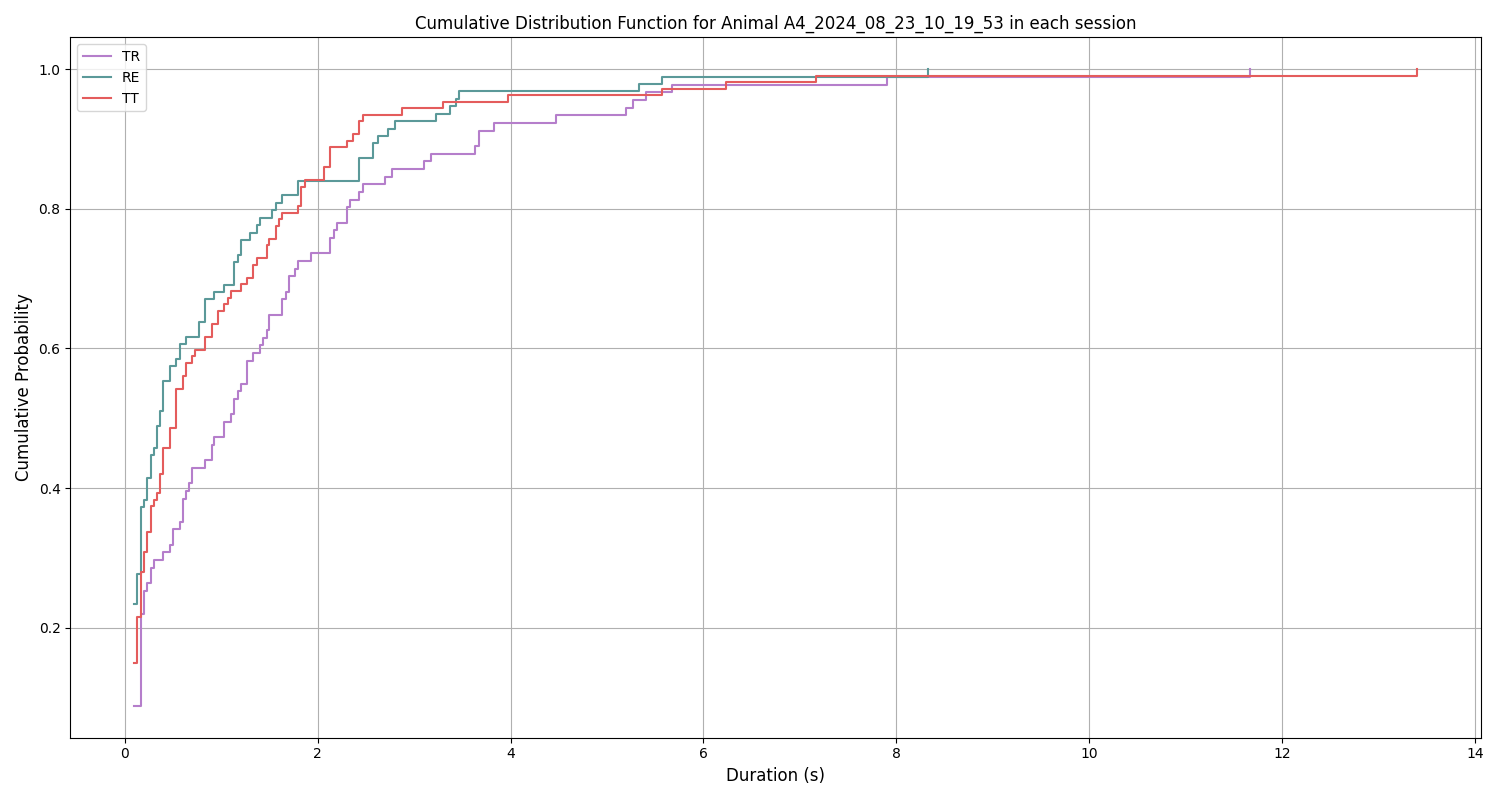 Cumulative Distribution Function for Animal A4_2024_08_23_10_19_53 in each session
TR
RE
TT
1.0
0.8
0.6
0.4
0.2
Cumulative Probability
0 2 4 6 8 10 12 14
Duration (s)